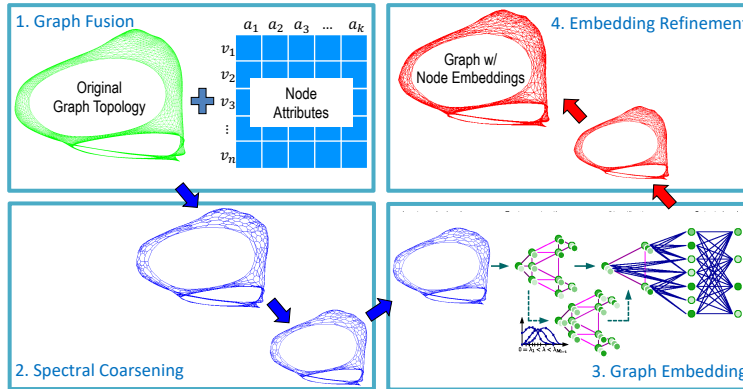 1. Graph Fusion
a₁ a₂ a₃ ... aₖ
v₁
v₂
v₃
⋮
vₙ
Original
Graph Topology
Node
Attributes
4. Embedding Refinement
Graph w/
Node Embeddings
2. Spectral Coarsening
3. Graph Embedding